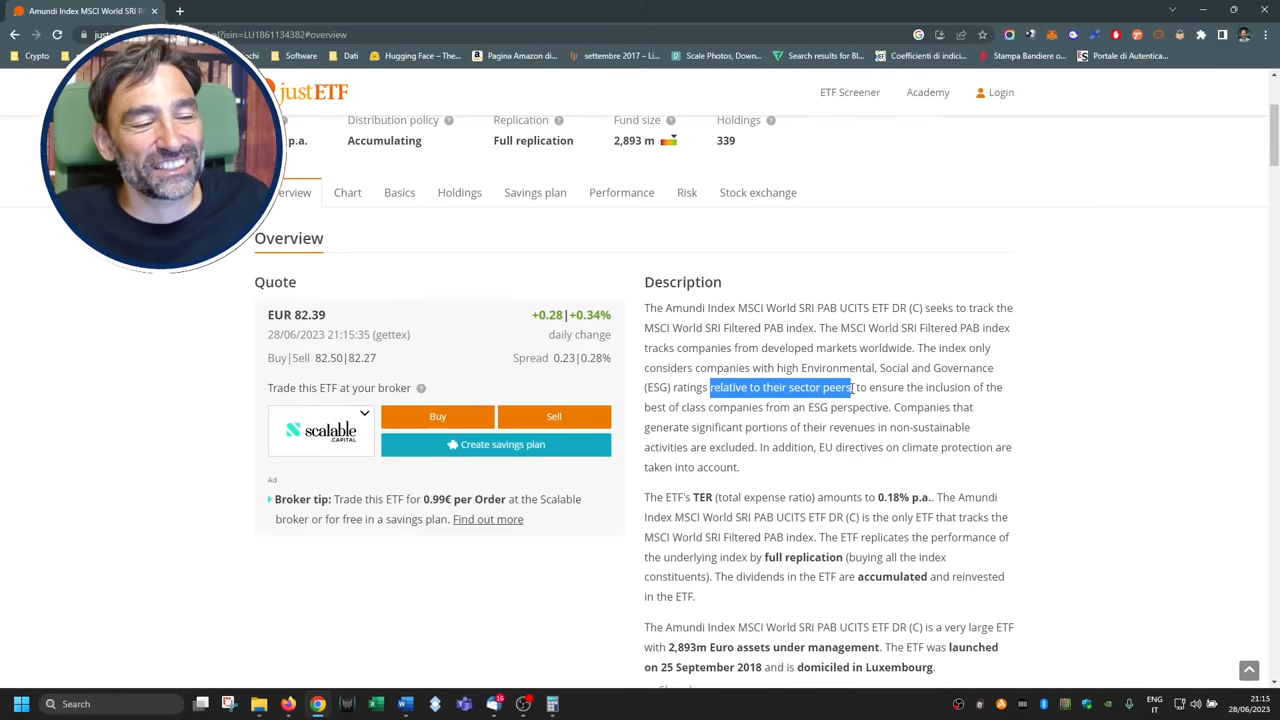 Amundi Index MSCI World SRI PA
isin=LU1861134382#overview
Crypto
Software
Hugging Face –
Pagina Amazon di...
settembre 2017 – Li...
Scale Photos, Down...
Review Manager – L...
Coefficienti di indici...
Stampa Bandiere o...
Portale di Autentica...
justETF
ETF Screener
Academy
Login
Distribution policy
Replication
Fund size
Holdings
p.a.
Accumulating
Full replication
2,893 m
339
Chart
Basics
Holdings
Savings plan
Performance
Risk
Stock exchange
Overview
Quote
EUR 82.39
+0.28|+0.34%
28/06/2023 21:15:35 (gettex)
daily change
Buy|Sell 82.50|82.27
Spread 0.23|0.28%
Trade this ETF at your broker
scalable
CAPITAL
Buy
Sell
Create savings plan
Ad
Broker tip: Trade this ETF for 0.99€ per Order at the Scalable
broker or for free in a savings plan. Find out more
Description
The Amundi Index MSCI World SRI PAB UCITS ETF DR (C) seeks to track the
MSCI World SRI Filtered PAB index. The MSCI World SRI Filtered PAB index
tracks companies from developed markets worldwide. The index only
considers companies with high Environmental, Social and Governance
(ESG) ratings relative to their sector peers, to ensure the inclusion of the
best of class companies from an ESG perspective. Companies that
generate significant portions of their revenues in non-sustainable
activities are excluded. In addition, EU directives on climate protection are
taken into account.
The ETF's TER (total expense ratio) amounts to 0.18% p.a.. The Amundi
Index MSCI World SRI PAB UCITS ETF DR (C) is the only ETF that tracks the
MSCI World SRI Filtered PAB index. The ETF replicates the performance of
the underlying index by full replication (buying all the index
constituents). The dividends in the ETF are accumulated and reinvested
in the ETF.
The Amundi Index MSCI World SRI PAB UCITS ETF DR (C) is a very large ETF
with 2,893m Euro assets under management. The ETF was launched
on 25 September 2018 and is domiciled in Luxembourg.
Search
16
ENG
IT
21:15
28/06/2023